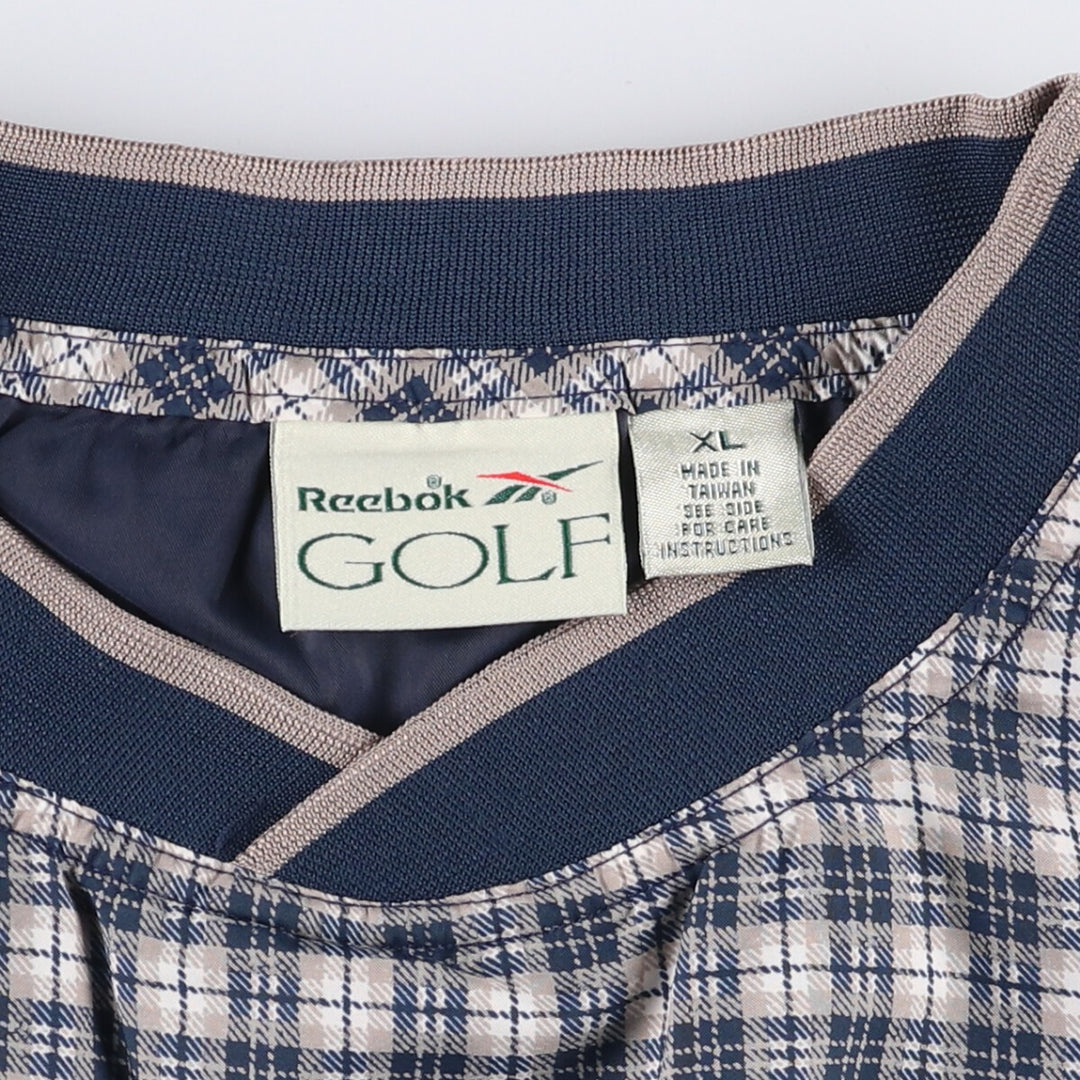 Reebok®
®
GOLF
XL
MADE IN
TAIWAN
SEE SIDE
FOR CARE
INSTRUCTIONS